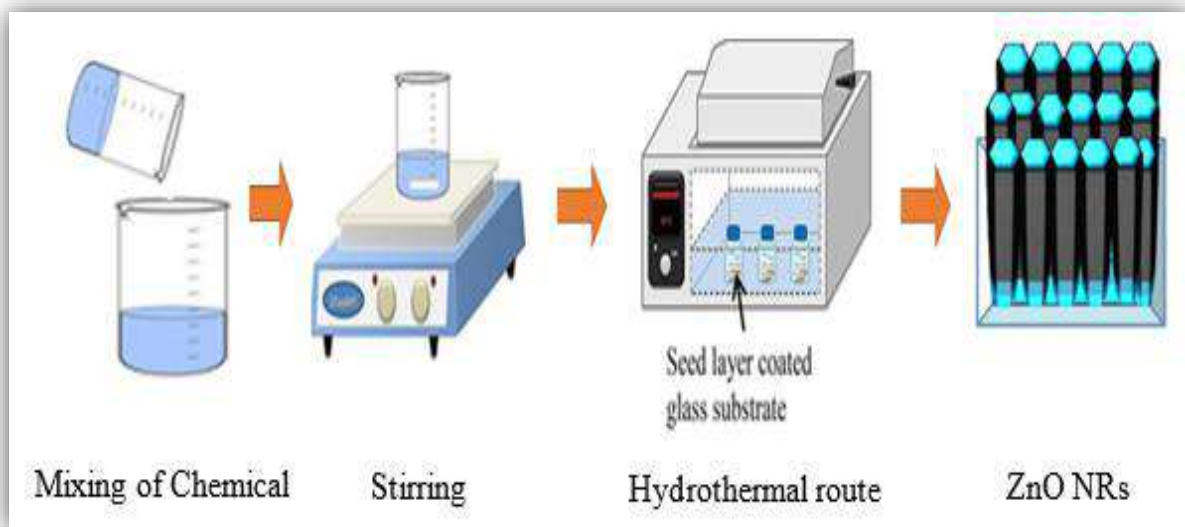 Seed layer coated
glass substrate
Mixing of Chemical
Stirring
Hydrothermal route
ZnO NRs